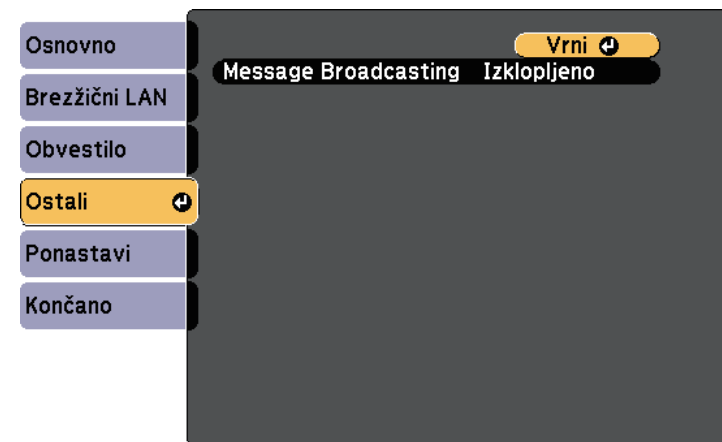 Osnovno
Brezžični LAN
Obvestilo
Ostali
Ponastavi
Končano
Vrni
Message Broadcasting Izklopljeno